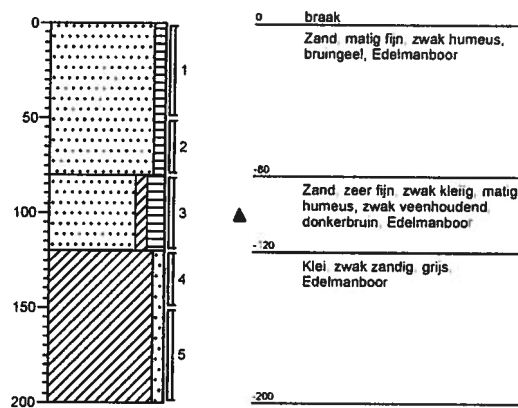 0
50
100
150
200
1
2
3
4
5
0 braak
Zand, matig fijn, zwak humeus,
bruingeel, Edelmanboor
-80
Zand, zeer fijn, zwak kleiig, matig
humeus, zwak veenhoudend,
donkerbruin, Edelmanboor
-120
Klei, zwak zandig, grijs,
Edelmanboor
-200